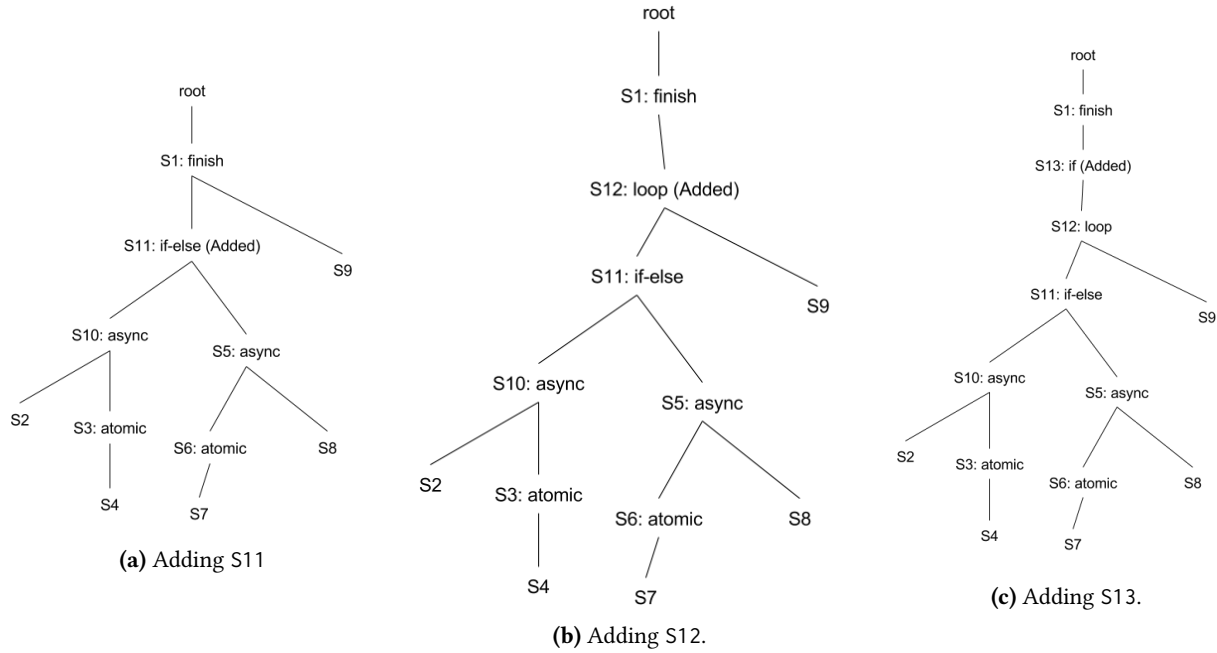 root
S1: finish
S11: if-else (Added)
S9
S10: async
S5: async
S2
S3: atomic
S6: atomic
S8
S4
S7
(a) Adding S11
root
S1: finish
S12: loop (Added)
S11: if-else
S9
S10: async
S5: async
S2
S3: atomic
S6: atomic
S8
S4
S7
(b) Adding S12.
root
S1: finish
S13: if (Added)
S12: loop
S11: if-else
S9
S10: async
S5: async
S2
S3: atomic
S6: atomic
S8
S4
S7
(c) Adding S13.